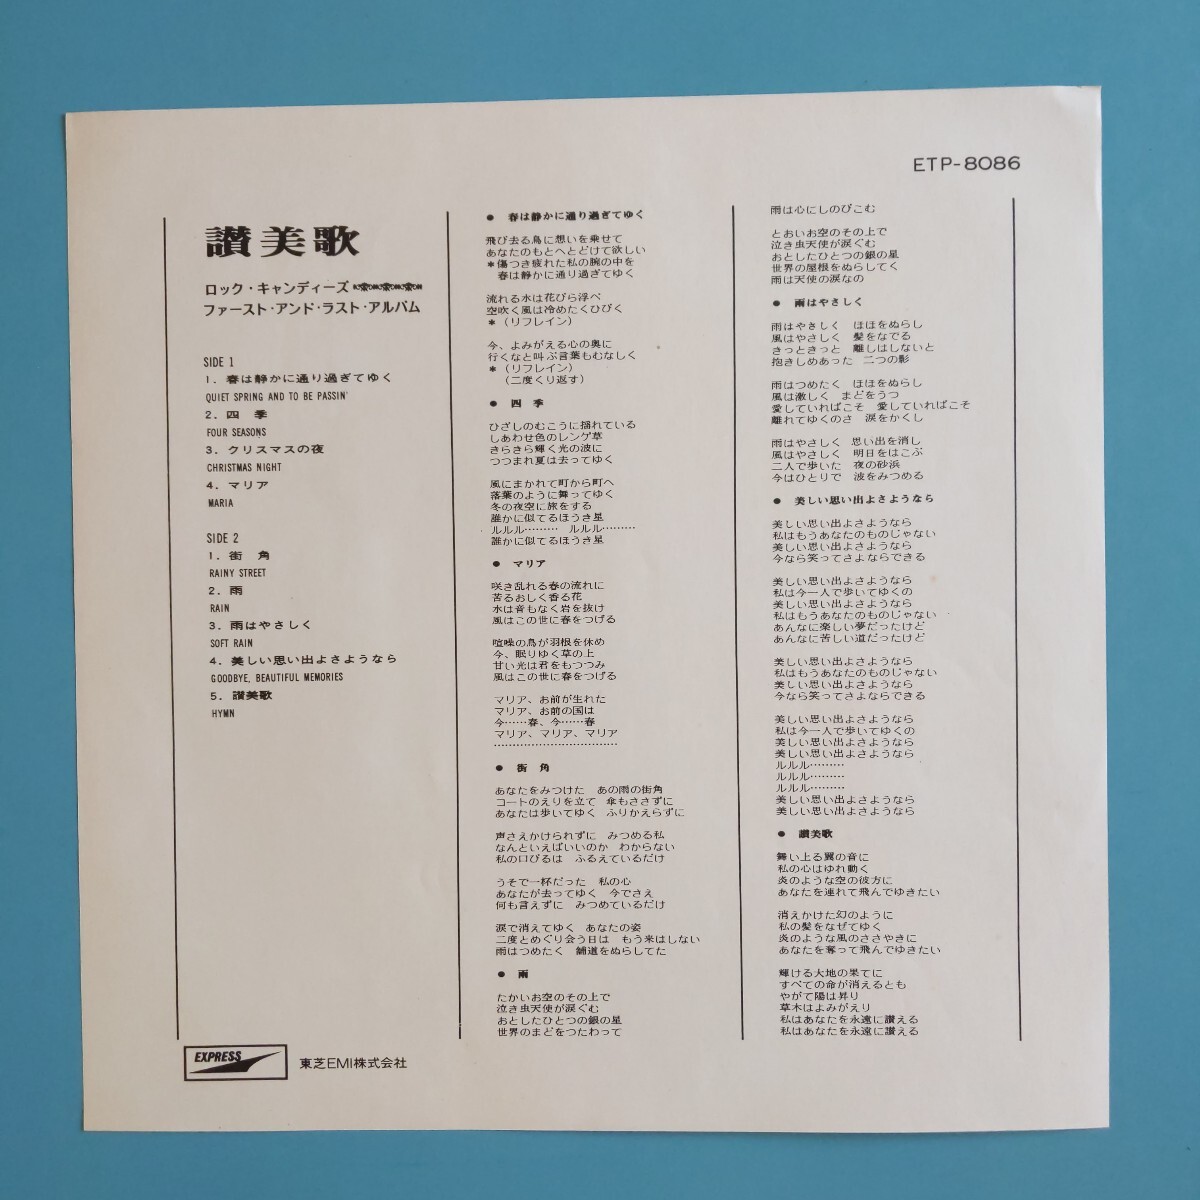 ETP-8086
讃美歌
ロック・キャンディーズ
ファースト・アンド・ラスト・アルバム
SIDE 1
1．春は静かに通り過ぎてゆく
QUIET SPRING AND TO BE PASSIN'
2．四　季
FOUR SEASONS
3．クリスマスの夜
CHRISTMAS NIGHT
4．マリア
MARIA
SIDE 2
1．街　角
RAINY STREET
2．雨
RAIN
3．雨はやさしく
SOFT RAIN
4．美しい思い出よさようなら
GOODBYE, BEAUTIFUL MEMORIES
5．讃美歌
HYMN
EXPRESS
東芝EMI株式会社
● 春は静かに通り過ぎてゆく
飛び去る鳥に想いを乗せて
あなたのもとへとどけて欲しい
＊傷つき疲れた私の腕の中を
春は静かに通り過ぎてゆく
流れる水は花びら浮べ
空吹く風は冷めたくひびく
＊（リフレイン）
今、よみがえる心の奥に
行くなと叫ぶ言葉もむなしく
＊（リフレイン）
（二度くり返す）
● 四　季
ひざしのむこうに揺れている
しあわせ色のレンゲ草
きらきら輝く光の波に
つつまれ夏は去ってゆく
風にまかれて町から町へ
落葉のように舞ってゆく
冬の夜空に旅をする
誰かに似てるほうき星
ルルル………　ルルル………
誰かに似てるほうき星
● マリア
咲き乱れる春の流れに
苦るおしく香る花
水は音もなく岩を抜け
風はこの世に春をつげる
喧噪の鳥が羽根を休め
今、眠りゆく草の上
甘い光は君をもつつみ
風はこの世に春をつげる
マリア、お前が生れた
マリア、お前の国は
今……春、今……春
マリア、マリア、マリア
………………………………
● 街　角
あなたをみつけた　あの雨の街角
コートのえりを立て　傘もささずに
あなたは歩いてゆく　ふりかえらずに
声さえかけられずに　みつめる私
なんといえばいいのか　わからない
私の口びるは　ふるえているだけ
うそで一杯だった　私の心
あなたが去ってゆく　今でさえ
何も言えずに　みつめているだけ
涙で消えてゆく　あなたの姿
二度とめぐり会う日は　もう来はしない
雨はつめたく　舗道をぬらしてた
● 雨
たかいお空のその上で
泣き虫天使が涙ぐむ
おとしたひとつの銀の星
世界のまどをつたわって
雨は心にしのびこむ
とおいお空のその上で
泣き虫天使が涙ぐむ
おとしたひとつの銀の星
世界の屋根をぬらしてく
雨は天使の涙なの
● 雨はやさしく
雨はやさしく　ほほをぬらし
風はやさしく　髪をなでる
きっときっと　離しはしないと
抱きしめあった　二つの影
雨はつめたく　ほほをぬらし
風は激しく　まどをうつ
愛していればこそ　愛していればこそ
離れてゆくのさ　涙をかくし
雨はやさしく　思い出を消し
風はやさしく　明日をはこぶ
二人で歩いた　夜の砂浜
今はひとりで　波をみつめる
● 美しい思い出よさようなら
美しい思い出よさようなら
私はもうあなたのものじゃない
美しい思い出よさようなら
今なら笑ってさよならできる
美しい思い出よさようなら
私は今一人で歩いてゆくの
美しい思い出よさようなら
私はもうあなたのものじゃない
あんなに楽しい夢だったけど
あんなに苦しい道だったけど
美しい思い出よさようなら
私はもうあなたのものじゃない
美しい思い出よさようなら
今なら笑ってさよならできる
美しい思い出よさようなら
私は今一人で歩いてゆくの
美しい思い出よさようなら
美しい思い出よさようなら
ルルル………
ルルル………
ルルル………
美しい思い出よさようなら
美しい思い出よさようなら
● 讃美歌
舞い上る翼の音に
私の心はゆれ動く
炎のような空の彼方に
あなたを連れて飛んでゆきたい
消えかけた幻のように
私の髪をなぜてゆく
炎のような風のささやきに
あなたを奪って飛んでゆきたい
輝ける大地の果てに
すべての命が消えるとも
やがて陽は昇り
草木はよみがえり
私はあなたを永遠に讃える
私はあなたを永遠に讃える